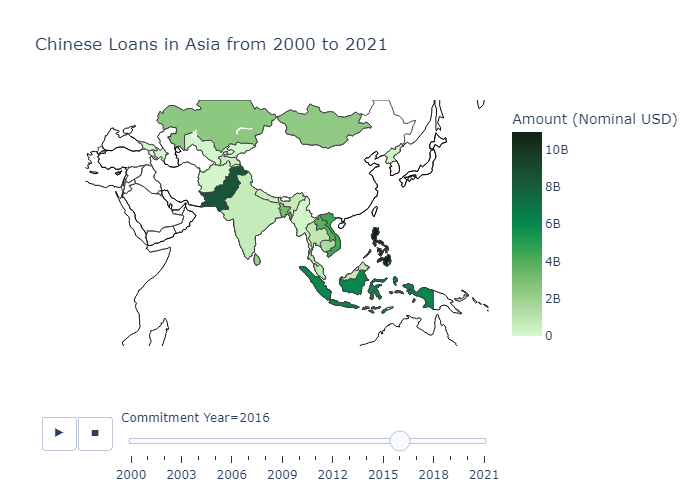 Chinese Loans in Asia from 2000 to 2021
Amount (Nominal USD)
10B
8B
6B
4B
2B
0
Commitment Year=2016
2000 2003 2006 2009 2012 2015 2018 2021